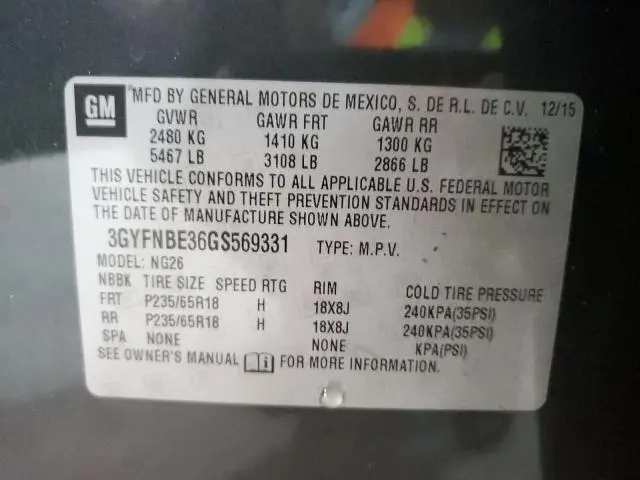 GM
*MFD BY GENERAL MOTORS DE MEXICO, S. DE R.L. DE C.V. 12/15
GVWR GAWR FRT GAWR RR
2480 KG 1410 KG 1300 KG
5467 LB 3108 LB 2866 LB
THIS VEHICLE CONFORMS TO ALL APPLICABLE U.S. FEDERAL MOTOR
VEHICLE SAFETY AND THEFT PREVENTION STANDARDS IN EFFECT ON
THE DATE OF MANUFACTURE SHOWN ABOVE.
3GYFNBE36GS569331 TYPE: M.P.V.
MODEL: NG26
NBBK TIRE SIZE SPEED RTG RIM COLD TIRE PRESSURE
FRT P235/65R18 H 18X8J 240KPA(35PSI)
RR P235/65R18 H 18X8J 240KPA(35PSI)
SPA NONE NONE KPA(PSI)
SEE OWNER'S MANUAL FOR MORE INFORMATION.